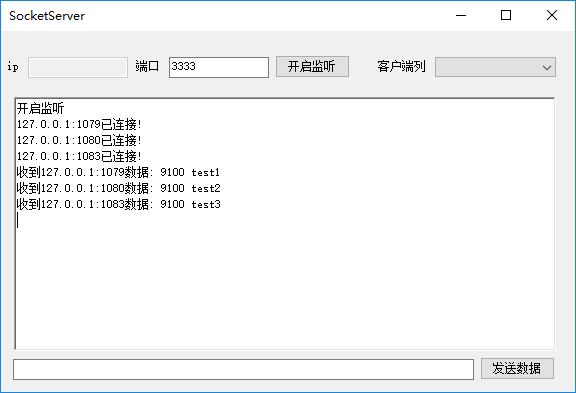 SocketServer
ip 端口 3333 开启监听 客户端列
开启监听
127.0.0.1:1079已连接!
127.0.0.1:1080已连接!
127.0.0.1:1083已连接!
收到127.0.0.1:1079数据: 9100 test1
收到127.0.0.1:1080数据: 9100 test2
收到127.0.0.1:1083数据: 9100 test3
发送数据